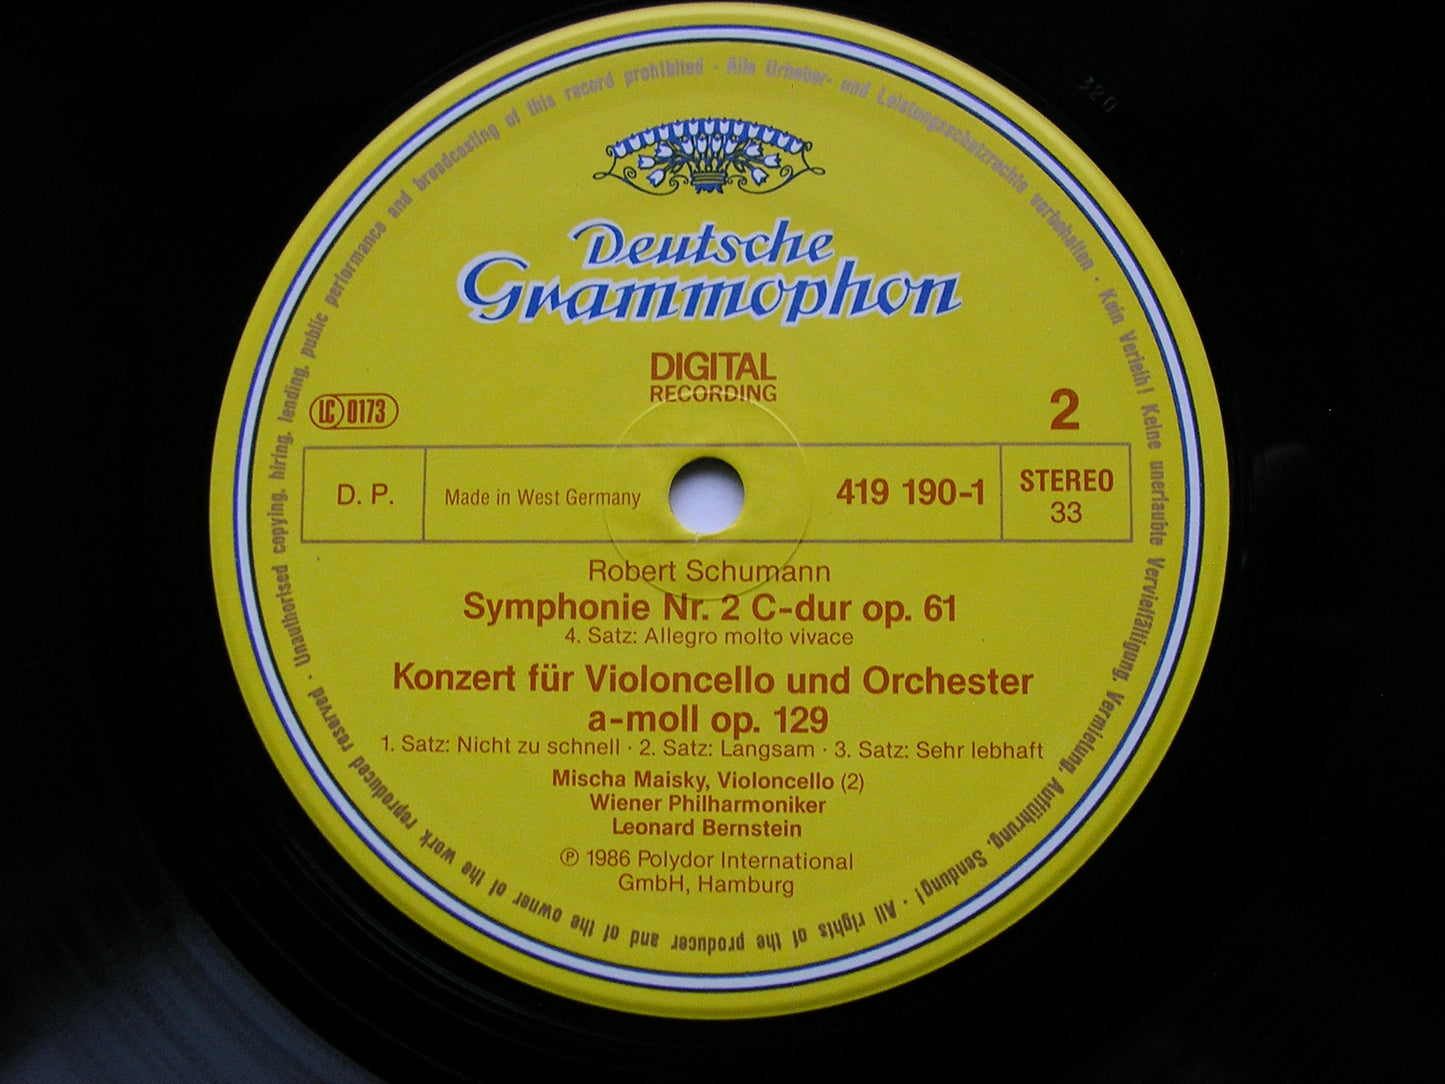 Deutsche
Grammophon
DIGITAL
RECORDING
LC 0173
2
D. P.
Made in West Germany
419 190-1
STEREO
33
Robert Schumann
Symphonie Nr. 2 C-dur op. 61
4. Satz: Allegro molto vivace
Konzert für Violoncello und Orchester
a-moll op. 129
1. Satz: Nicht zu schnell · 2. Satz: Langsam · 3. Satz: Sehr lebhaft
Mischa Maisky, Violoncello (2)
Wiener Philharmoniker
Leonard Bernstein
℗ 1986 Polydor International
GmbH, Hamburg
Alle Urheber- und Leistungsschutzrechte vorbehalten · Kein Verleih! Keine unerlaubte Vervielfältigung, Vermietung, Aufführung, Sendung! · All rights of the producer and of the owner of the work reproduced reserved · Unauthorised copying, hiring, lending, public performance and broadcasting of this record prohibited ·
320